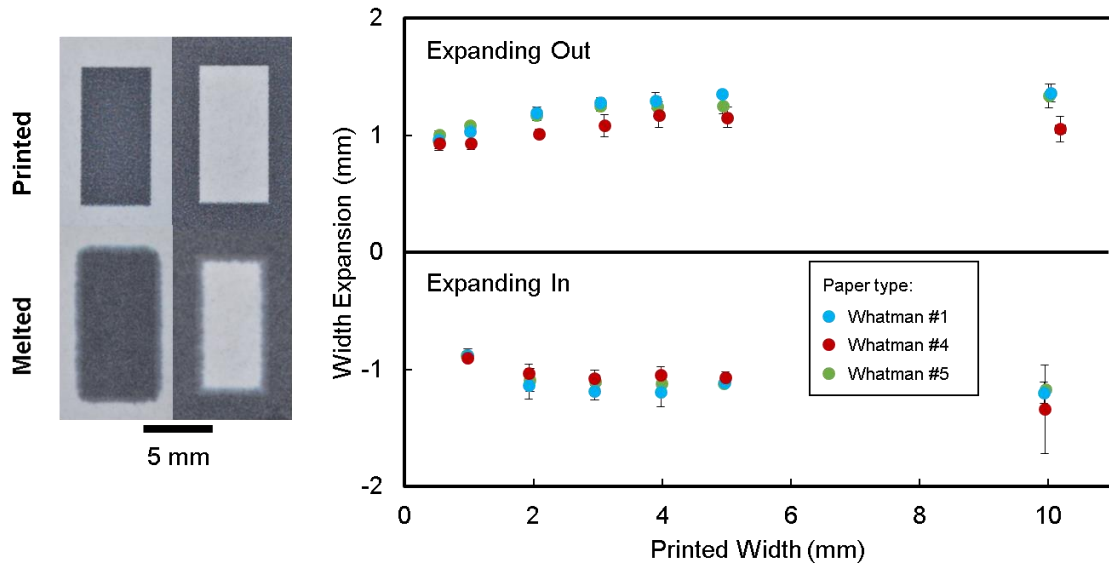 Printed
Melted
5 mm
Width Expansion (mm)
2
1
0
-1
-2
Expanding Out
Expanding In
Paper type:
Whatman #1
Whatman #4
Whatman #5
0
2
4
6
8
10
Printed Width (mm)